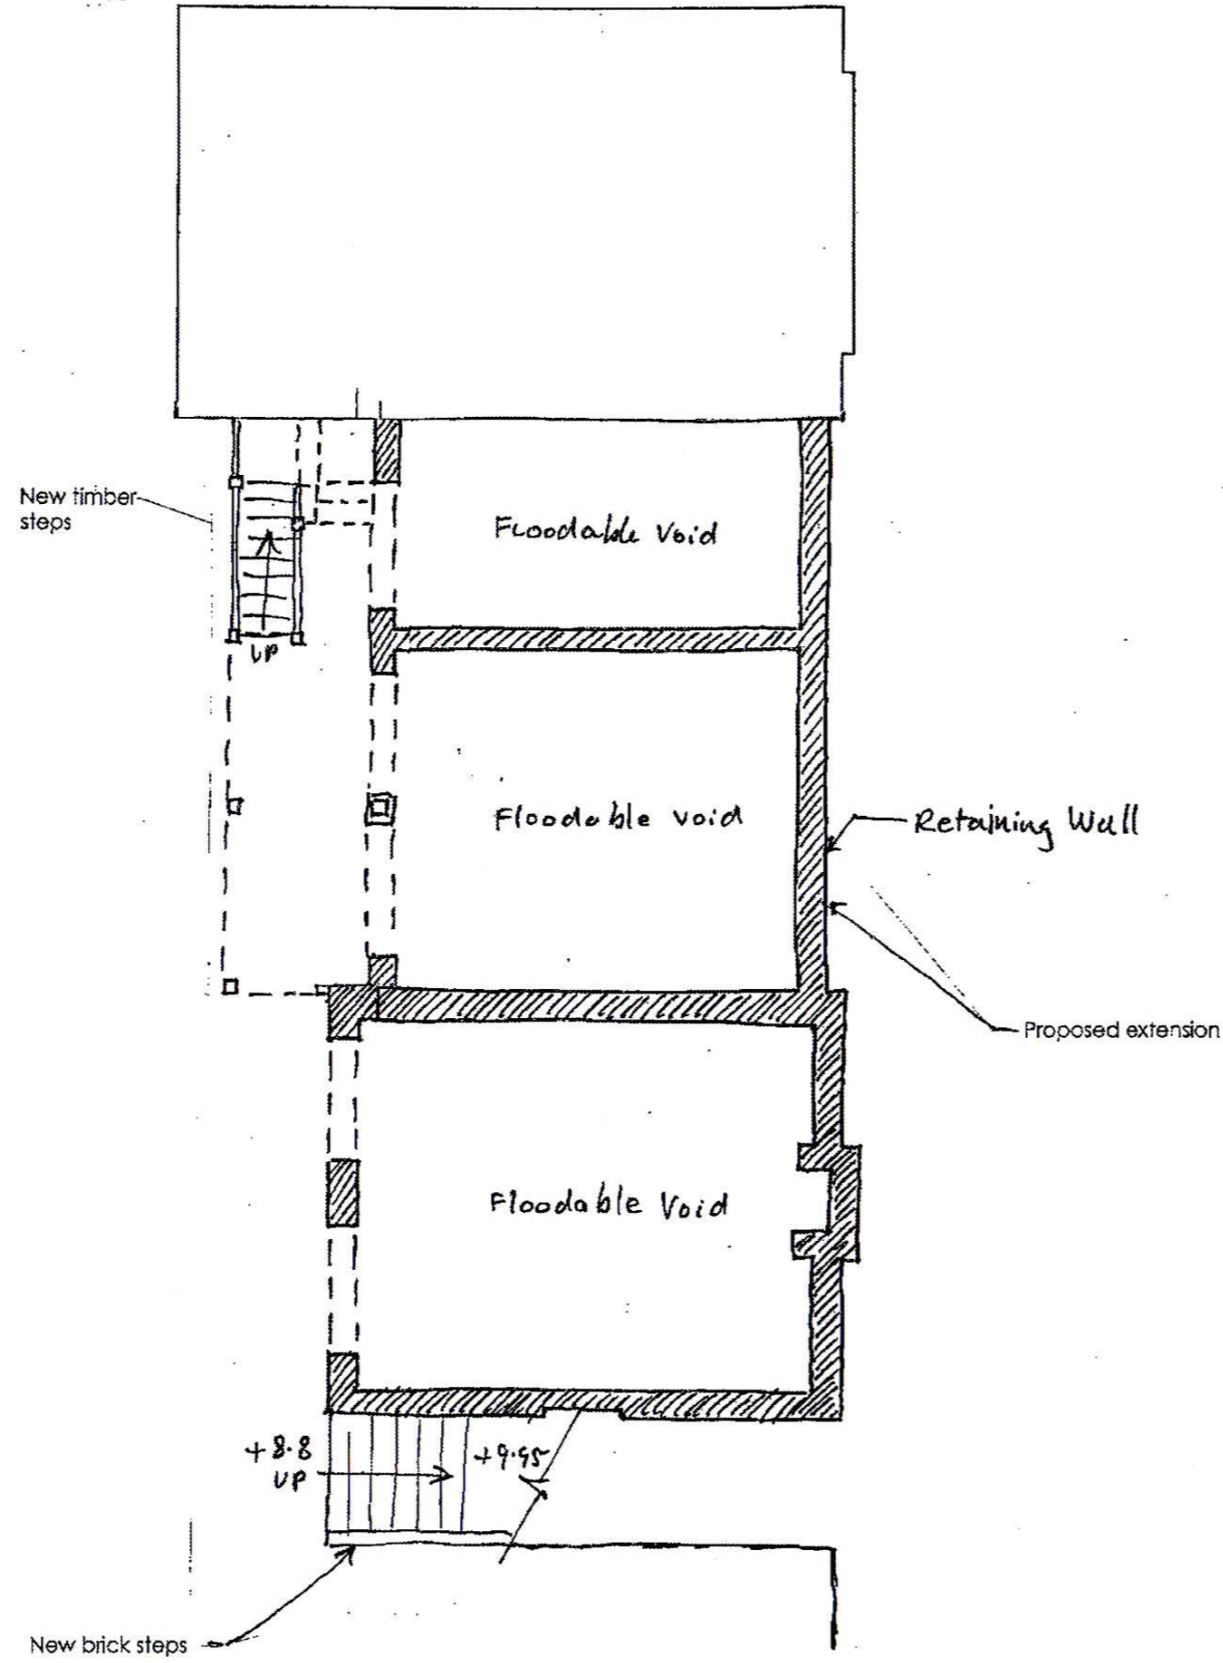 New timber
steps
Floodable Void
UP
Floodable void
Retaining Wall
Proposed extension
Floodable Void
+8.8
UP
+9.95
New brick steps